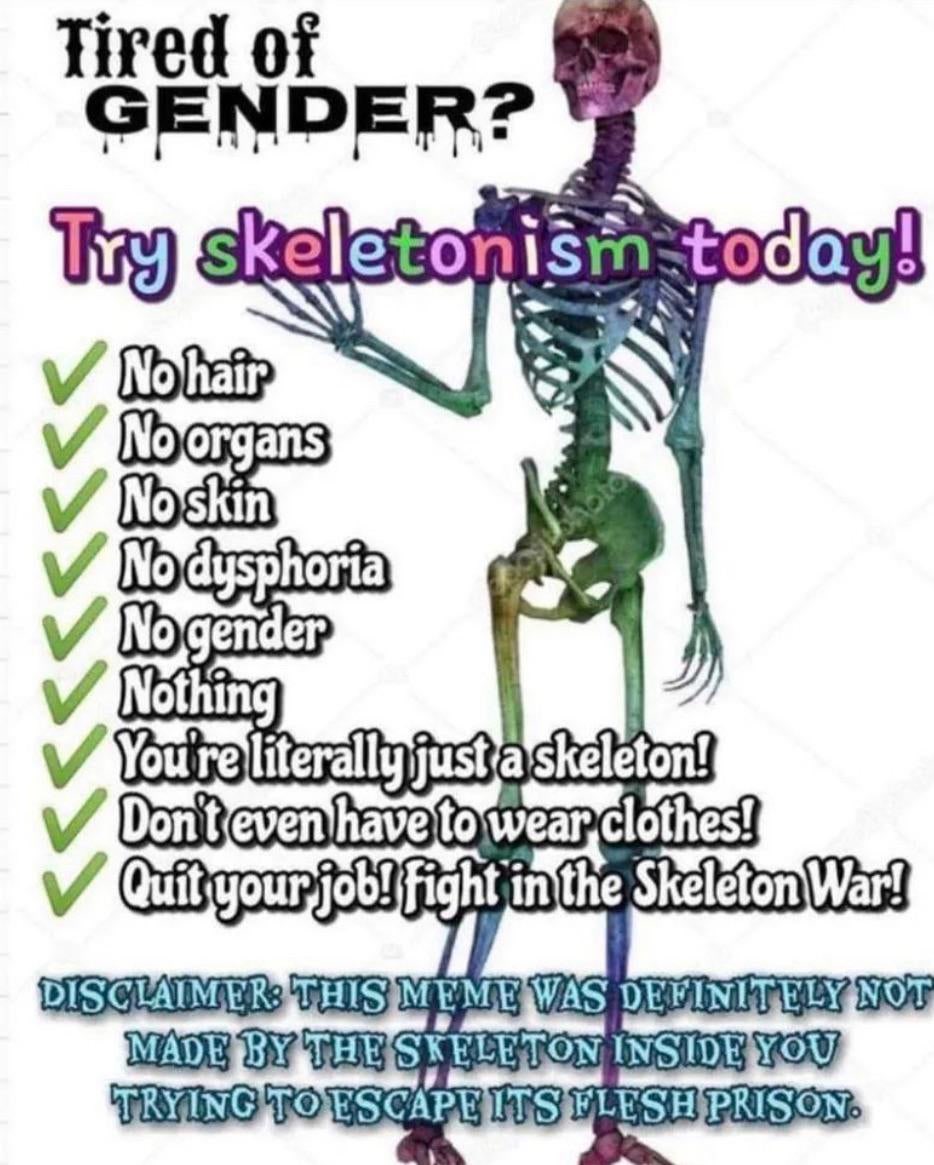 Tired of
GENDER?
Try skeletonism today!
No hair
No organs
No skin
No dysphoria
No gender
Nothing
You're literally just a skeleton!
Don't even have to wear clothes!
Quit your job! fight in the Skeleton War!
DISCLAIMER: THIS MEME WAS DEFINITELY NOT
MADE BY THE SKELETON INSIDE YOU
TRYING TO ESCAPE ITS FLESH PRISON.